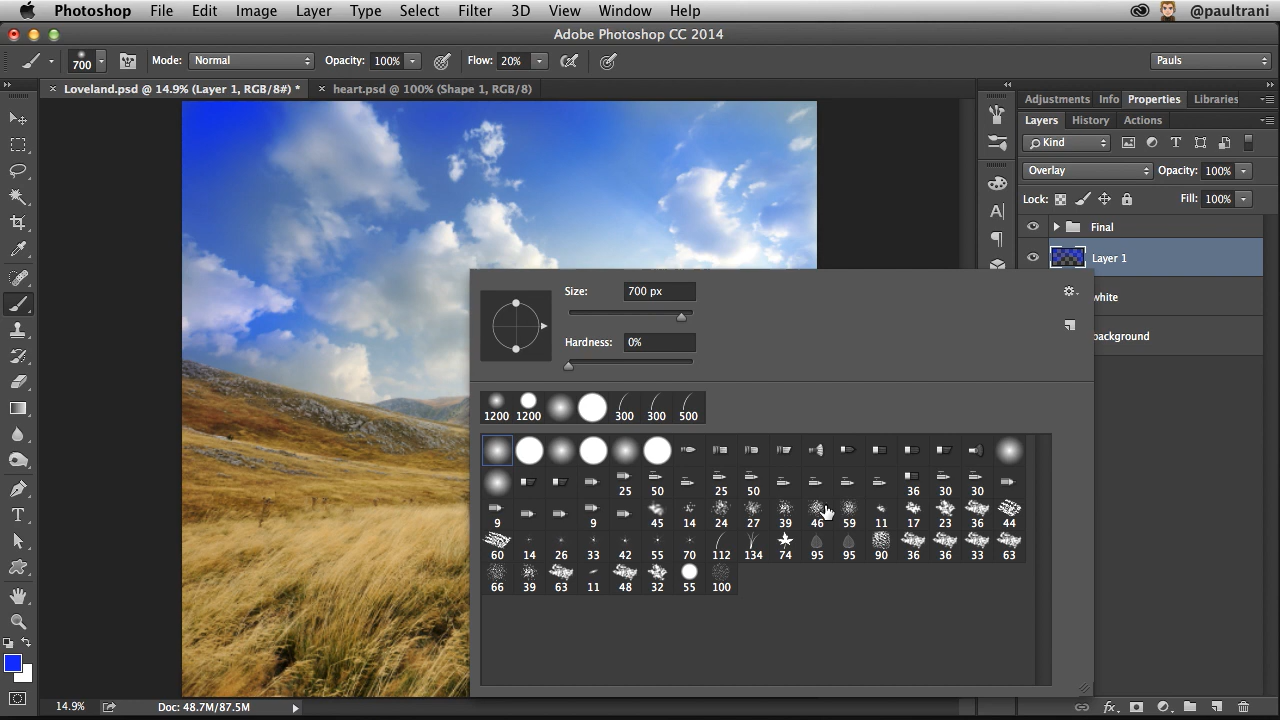 Photoshop File Edit Image Layer Type Select Filter 3D View Window Help @paultrani
Adobe Photoshop CC 2014
700 Mode: Normal Opacity: 100% Flow: 20% Pauls
× Loveland.psd @ 14.9% (Layer 1, RGB/8#) * × heart.psd @ 100% (Shape 1, RGB/8)
Adjustments Info Properties Libraries
Layers History Actions
Kind
Overlay Opacity: 100%
Lock: Fill: 100%
Final
Layer 1
white
background
Size: 700 px
Hardness: 0%
1200 1200 300 300 500
25 50 25 50 36 30 30
9 9 45 14 24 27 39 46 59 11 17 23 36 44
60 14 26 33 42 55 70 112 134 74 95 95 90 36 36 33 63
66 39 63 11 48 32 55 100
14.9% Doc: 48.7M/87.5M